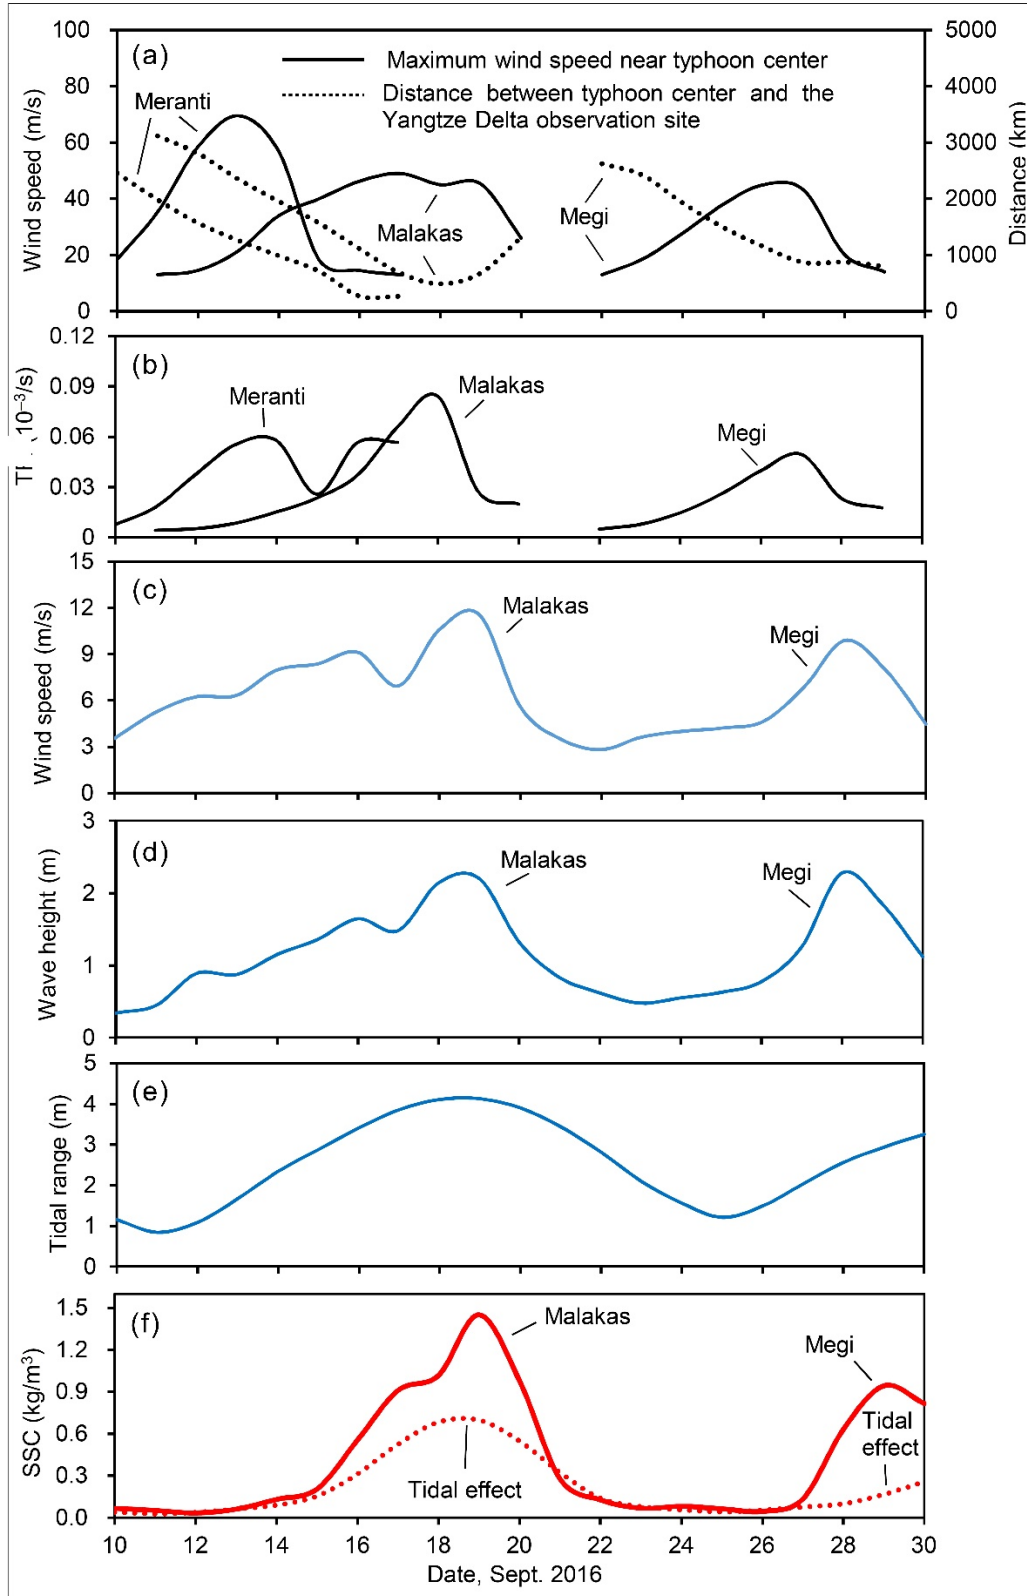 (a)
Maximum wind speed near typhoon center
Distance between typhoon center and the
Yangtze Delta observation site
Meranti
Malakas
Megi
Wind speed (m/s)
100
80
60
40
20
0
Distance (km)
5000
4000
3000
2000
1000
0
(b)
Meranti
Malakas
Megi
(10⁻³/s)
0.12
0.09
0.06
0.03
0
(c)
Malakas
Megi
Wind speed (m/s)
15
12
9
6
3
0
(d)
Malakas
Megi
Wave height (m)
3
2
1
0
(e)
Tidal range (m)
5
4
3
2
1
0
(f)
Malakas
Megi
Tidal effect
Tidal
effect
SSC (kg/m³)
1.5
1.2
0.9
0.6
0.3
0.0
10 12 14 16 18 20 22 24 26 28 30
Date, Sept. 2016